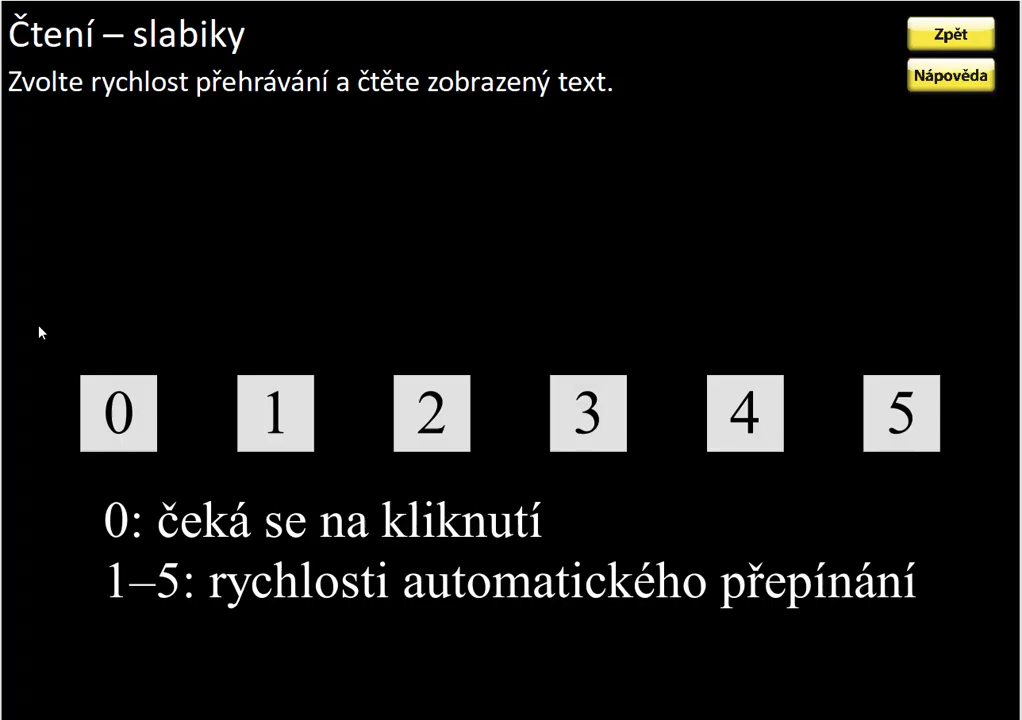 Čtení – slabiky
Zpět
Zvolte rychlost přehrávání a čtěte zobrazený text.
Nápověda
0 1 2 3 4 5
0: čeká se na kliknutí
1–5: rychlosti automatického přepínání